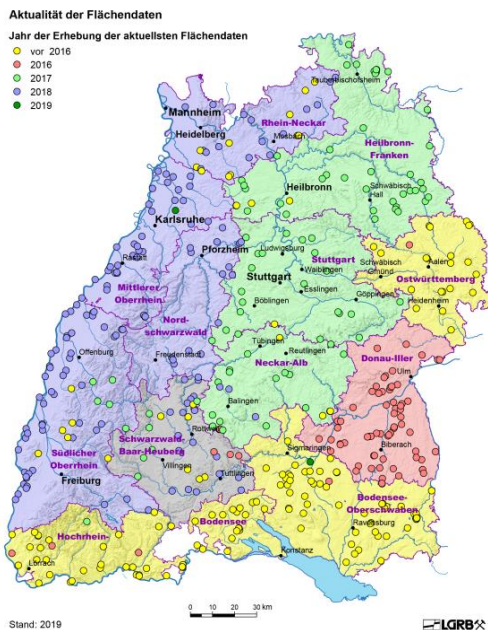 Aktualität der Flächendaten
Jahr der Erhebung der aktuellsten Flächendaten
vor 2016
2016
2017
2018
2019
Tauberbischofsheim
Mannheim
Rhein-Neckar
Heidelberg
Mosbach
Heilbronn-
Franken
Heilbronn
Schwäbisch
Hall
Karlsruhe
Pforzheim
Ludwigsburg
Stuttgart
Waiblingen
Schwäbisch
Gmünd
Aalen
Ostwürttemberg
Rastatt
Stuttgart
Esslingen
Göppingen
Heidenheim
Mittlerer
Oberrhein
Böblingen
Nord-
schwarzwald
Tübingen
Reutlingen
Offenburg
Freudenstadt
Neckar-Alb
Donau-Iller
Ulm
Balingen
Schwarzwald-
Baar-Heuberg
Rottweil
Südlicher
Oberrhein
Villingen
Sigmaringen
Biberach
Freiburg
Tuttlingen
Bodensee-
Oberschwaben
Hochrhein-
Bodensee
Ravensburg
Lörrach
Konstanz
0 10 20 30 km
Stand: 2019
LGRB